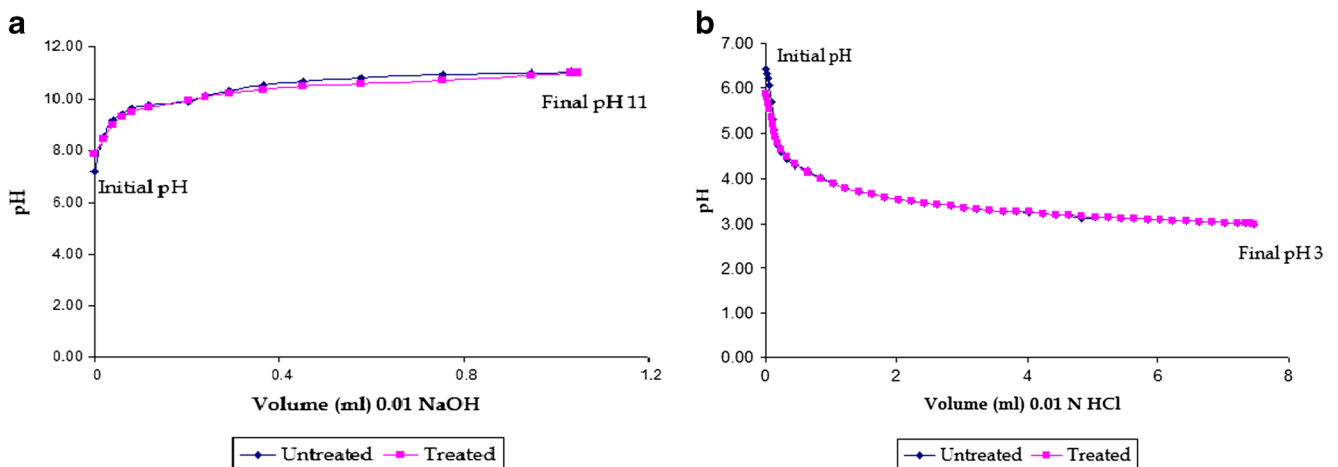 a
12.00
10.00
8.00
6.00
4.00
2.00
0.00
pH
Initial pH
Final pH 11
0
0.4
0.8
1.2
Volume (ml) 0.01 NaOH
Untreated
Treated
b
7.00
6.00
5.00
4.00
3.00
2.00
1.00
0.00
pH
Initial pH
Final pH 3
0
2
4
6
8
Volume (ml) 0.01 N HCl
Untreated
Treated